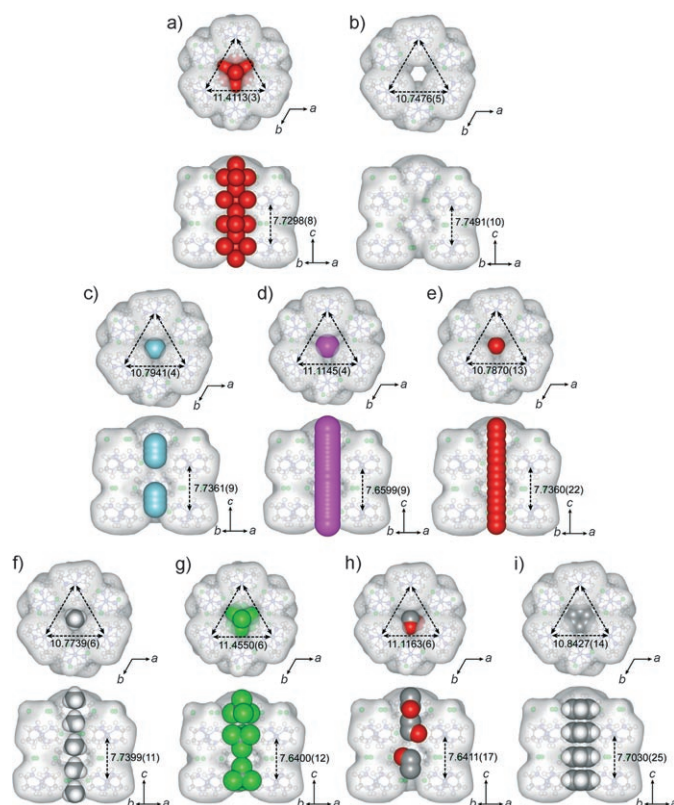 a)
b)
11.4113(3)
10.7476(5)
a
b
a
b
7.7298(8)
7.7491(10)
c
b
a
c
b
a
c)
d)
e)
10.7941(4)
11.1145(4)
10.7870(13)
a
b
a
b
a
b
7.7361(9)
7.6599(9)
7.7360(22)
c
b
a
c
b
a
c
b
a
f)
g)
h)
i)
10.7739(6)
11.4550(6)
11.1163(6)
10.8427(14)
a
b
a
b
a
b
a
b
7.7399(11)
7.6400(12)
7.6411(17)
7.7030(25)
c
b
a
c
b
a
c
b
a
c
b
a